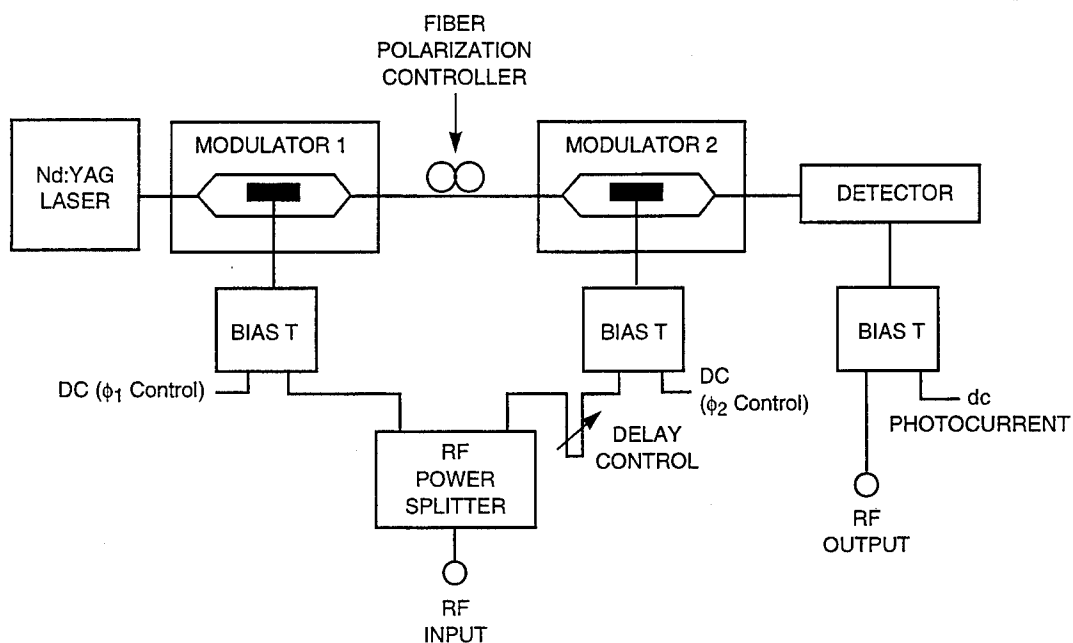 FIBER
POLARIZATION
CONTROLLER
Nd:YAG
LASER
MODULATOR 1
MODULATOR 2
DETECTOR
BIAS T
BIAS T
BIAS T
DC (ϕ1 Control)
DC
(ϕ2 Control)
dc
PHOTOCURRENT
DELAY
CONTROL
RF
POWER
SPLITTER
RF
OUTPUT
RF
INPUT